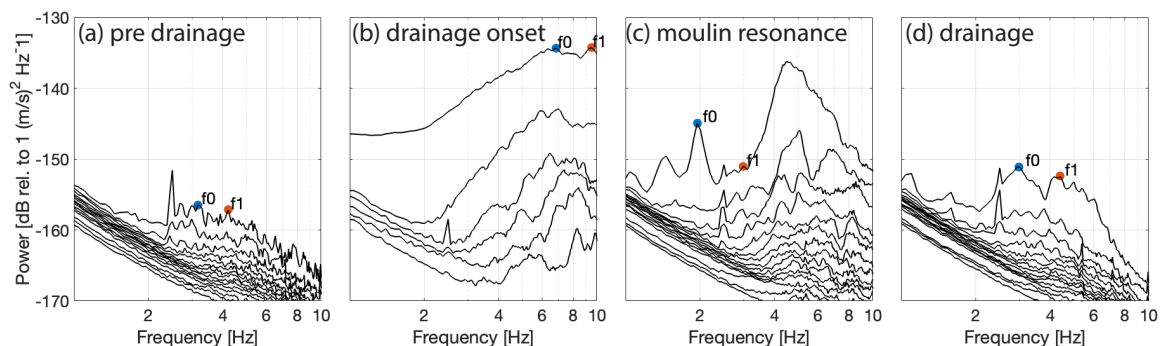 (a) pre drainage
(b) drainage onset
(c) moulin resonance
(d) drainage
Power [dB rel. to 1 (m/s)² Hz⁻¹]
-130
-140
-150
-160
-170
f0
f1
f0
f1
f0
f1
f0
f1
2 4 6 8 10
2 4 6 8 10
2 4 6 8 10
2 4 6 8 10
Frequency [Hz]
Frequency [Hz]
Frequency [Hz]
Frequency [Hz]